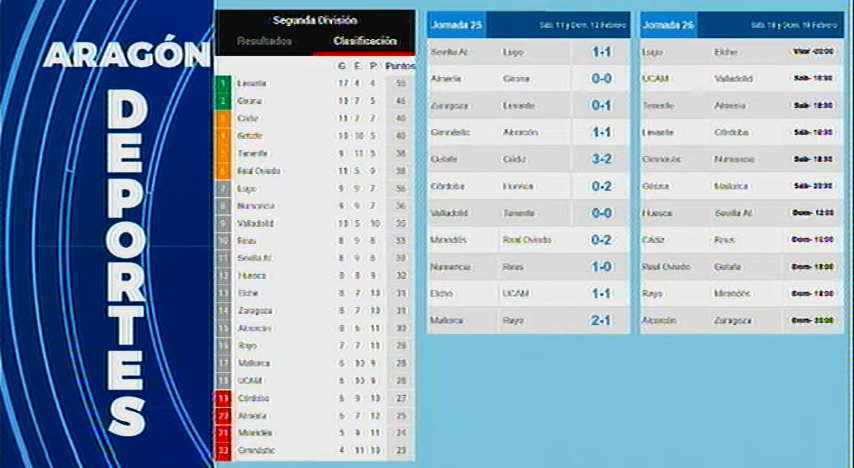 ARAGÓN
DEPORTES
Segunda División
Resultados Clasificación
G. E. P. Puntos
1 Levante 17 4 4 55
2 Girona 13 7 5 46
3 Cádiz 11 7 7 40
4 Getafe 10 10 5 40
5 Tenerife 9 11 5 38
6 Real Oviedo 11 5 9 38
7 Lugo 9 9 7 36
8 Numancia 9 9 7 36
9 Valladolid 10 5 10 35
10 Reus 8 9 8 33
11 Sevilla At. 8 9 8 33
12 Huesca 8 8 9 32
13 Elche 8 7 10 31
14 Zaragoza 8 7 10 31
15 Alcorcón 8 6 11 30
16 Rayo 7 7 11 28
17 Mallorca 6 10 9 28
18 UCAM 6 10 9 28
19 Córdoba 6 9 10 27
20 Almería 6 7 12 25
21 Mirandés 5 9 11 24
22 Gimnàstic 4 11 10 23
Jornada 25 Sáb. 11 y Dom. 12 Febrero
Sevilla At. Lugo 1-1
Almería Girona 0-0
Zaragoza Levante 0-1
Gimnàstic Alcorcón 1-1
Getafe Cádiz 3-2
Córdoba Huesca 0-2
Valladolid Tenerife 0-0
Mirandés Real Oviedo 0-2
Numancia Reus 1-0
Elche UCAM 1-1
Mallorca Rayo 2-1
Jornada 26 Sáb. 18 y Dom. 19 Febrero
Lugo Elche
UCAM Valladolid
Tenerife Almería
Levante Córdoba
Gimnàstic Numancia
Girona Mallorca
Huesca Sevilla At.
Cádiz Reus
Real Oviedo Getafe
Rayo Mirandés
Alcorcón Zaragoza